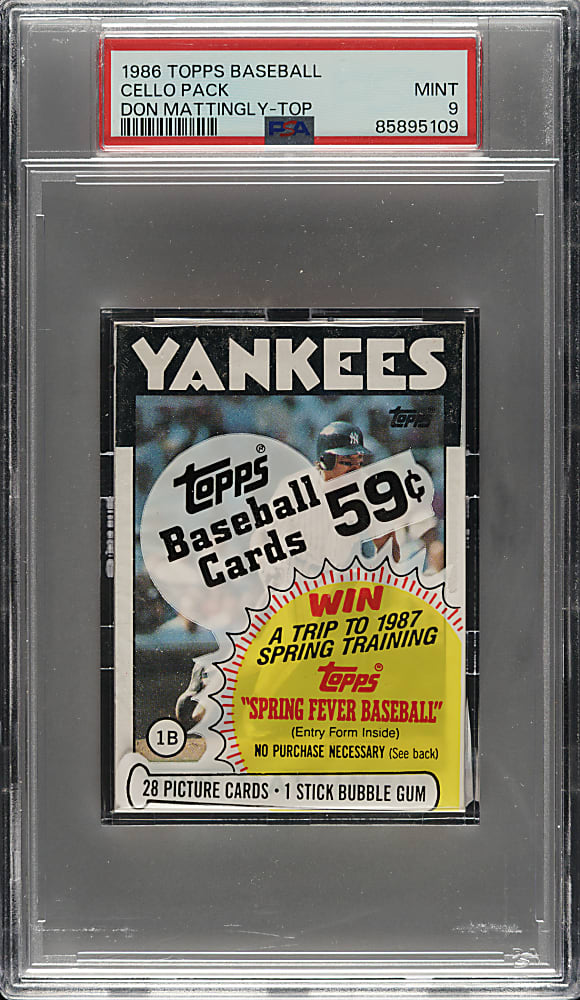 1986 TOPPS BASEBALL
CELLO PACK MINT
DON MATTINGLY-TOP 9
PSA 85895109
YANKEES
topps
topps®
Baseball
Cards
59¢
WIN
A TRIP TO 1987
SPRING TRAINING
topps®
"SPRING FEVER BASEBALL"
(Entry Form Inside)
NO PURCHASE NECESSARY (See back)
1B
28 PICTURE CARDS • 1 STICK BUBBLE GUM